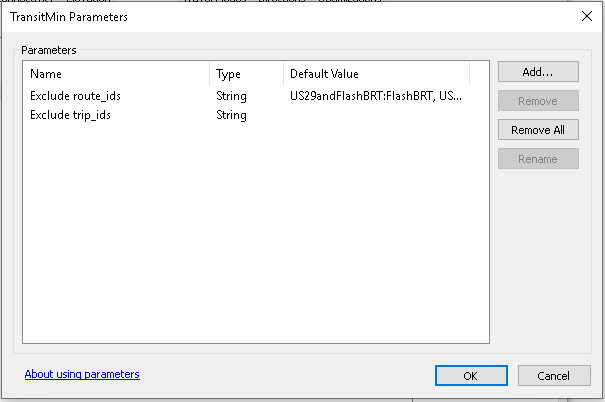 TransitMin Parameters
Parameters
Name Type Default Value
Exclude route_ids String US29andFlashBRT:FlashBRT, US...
Exclude trip_ids String
Add...
Remove
Remove All
Rename
About using parameters
OK Cancel